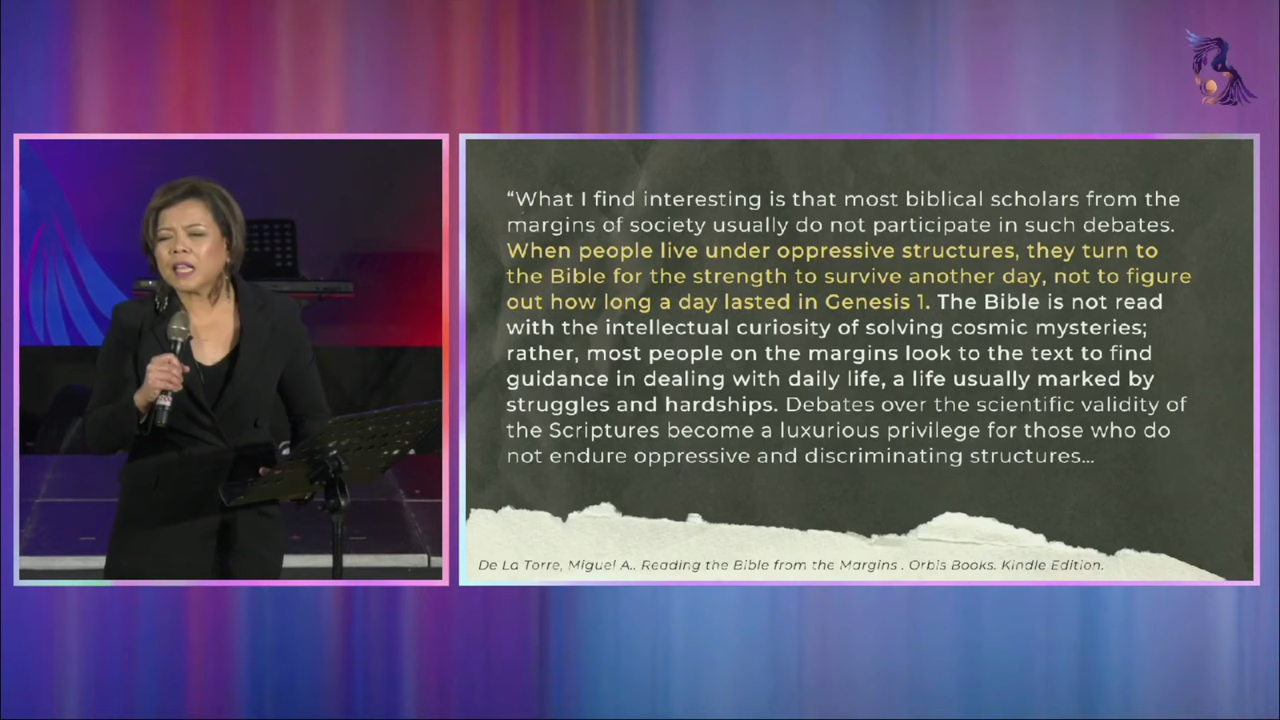 “What I find interesting is that most biblical scholars from the
margins of society usually do not participate in such debates.
When people live under oppressive structures, they turn to
the Bible for the strength to survive another day, not to figure
out how long a day lasted in Genesis 1. The Bible is not read
with the intellectual curiosity of solving cosmic mysteries;
rather, most people on the margins look to the text to find
guidance in dealing with daily life, a life usually marked by
struggles and hardships. Debates over the scientific validity of
the Scriptures become a luxurious privilege for those who do
not endure oppressive and discriminating structures...
De La Torre, Miguel A.. Reading the Bible from the Margins . Orbis Books. Kindle Edition.